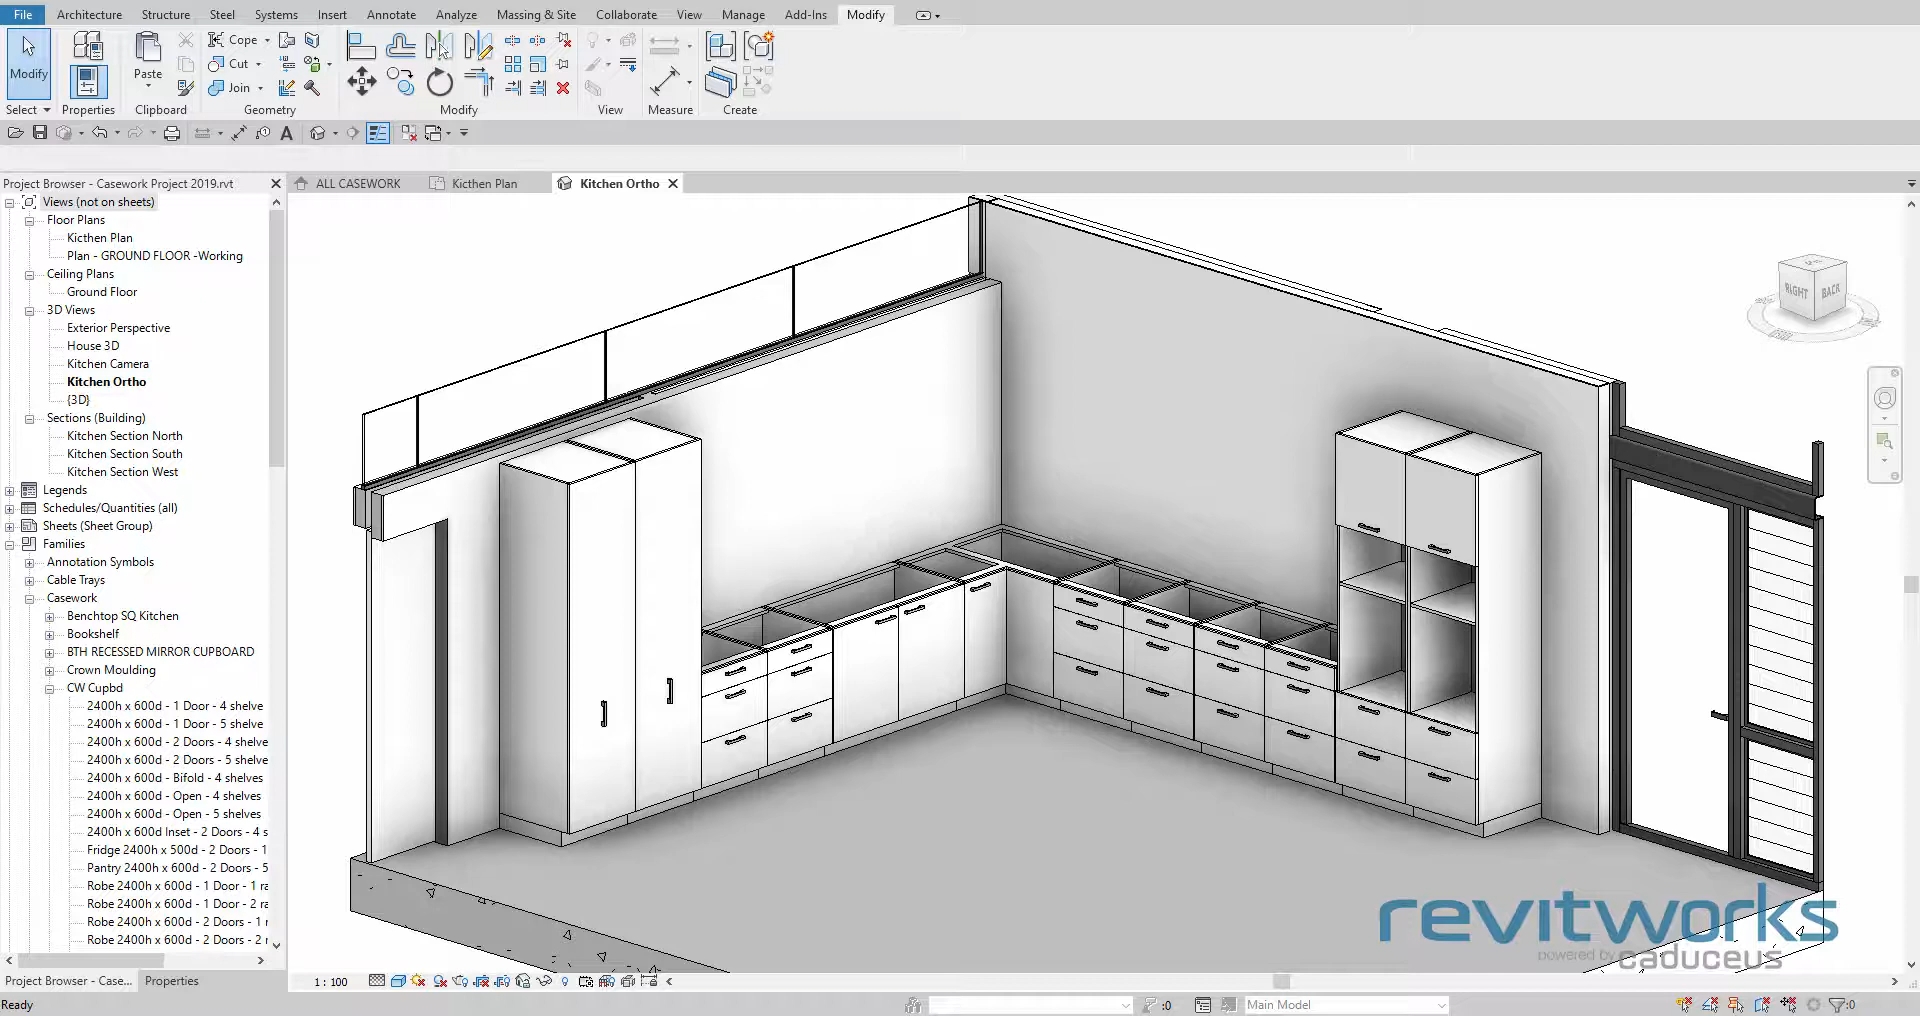 File Architecture Structure Steel Systems Insert Annotate Analyze Massing & Site Collaborate View Manage Add-Ins Modify
Modify Paste Cope Cut Join
Select Properties Clipboard Geometry Modify View Measure Create
Project Browser - Casework Project 2019.rvt
ALL CASEWORK Kicthen Plan Kitchen Ortho
Views (not on sheets)
Floor Plans
Kicthen Plan
Plan - GROUND FLOOR -Working
Ceiling Plans
Ground Floor
3D Views
Exterior Perspective
House 3D
Kitchen Camera
Kitchen Ortho
{3D}
Sections (Building)
Kitchen Section North
Kitchen Section South
Kitchen Section West
Legends
Schedules/Quantities (all)
Sheets (Sheet Group)
Families
Annotation Symbols
Cable Trays
Casework
Benchtop SQ Kitchen
Bookshelf
BTH RECESSED MIRROR CUPBOARD
Crown Moulding
CW Cupbd
2400h x 600d - 1 Door - 4 shelve
2400h x 600d - 1 Door - 5 shelve
2400h x 600d - 2 Doors - 4 shelve
2400h x 600d - 2 Doors - 5 shelve
2400h x 600d - Bifold - 4 shelves
2400h x 600d - Open - 4 shelves
2400h x 600d - Open - 5 shelves
2400h x 600d Inset - 2 Doors - 4 s
Fridge 2400h x 500d - 2 Doors - 1
Pantry 2400h x 600d - 2 Doors - 5
Robe 2400h x 600d - 1 Door - 1 ra
Robe 2400h x 600d - 1 Door - 2 ra
Robe 2400h x 600d - 2 Doors - 1 r
Robe 2400h x 600d - 2 Doors - 2 r
RIGHT BACK
revitworks
powered by caduceus
Project Browser - Case... Properties
1 : 100
Ready
:0 Main Model :0